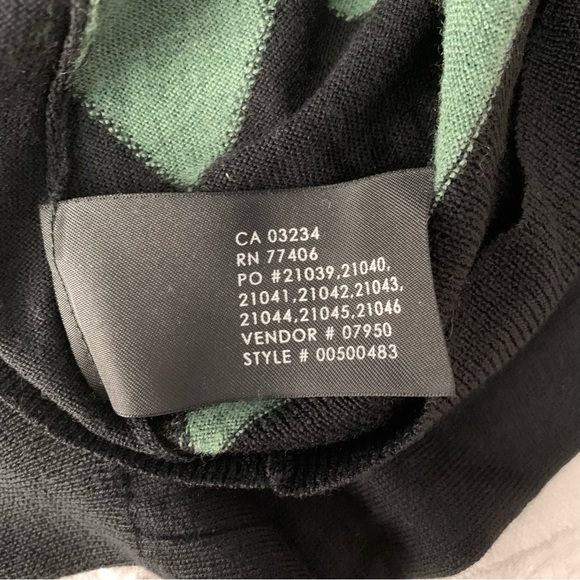 CA 03234
RN 77406
PO #21039,21040,
21041,21042,21043,
21044,21045,21046
VENDOR # 07950
STYLE # 00500483